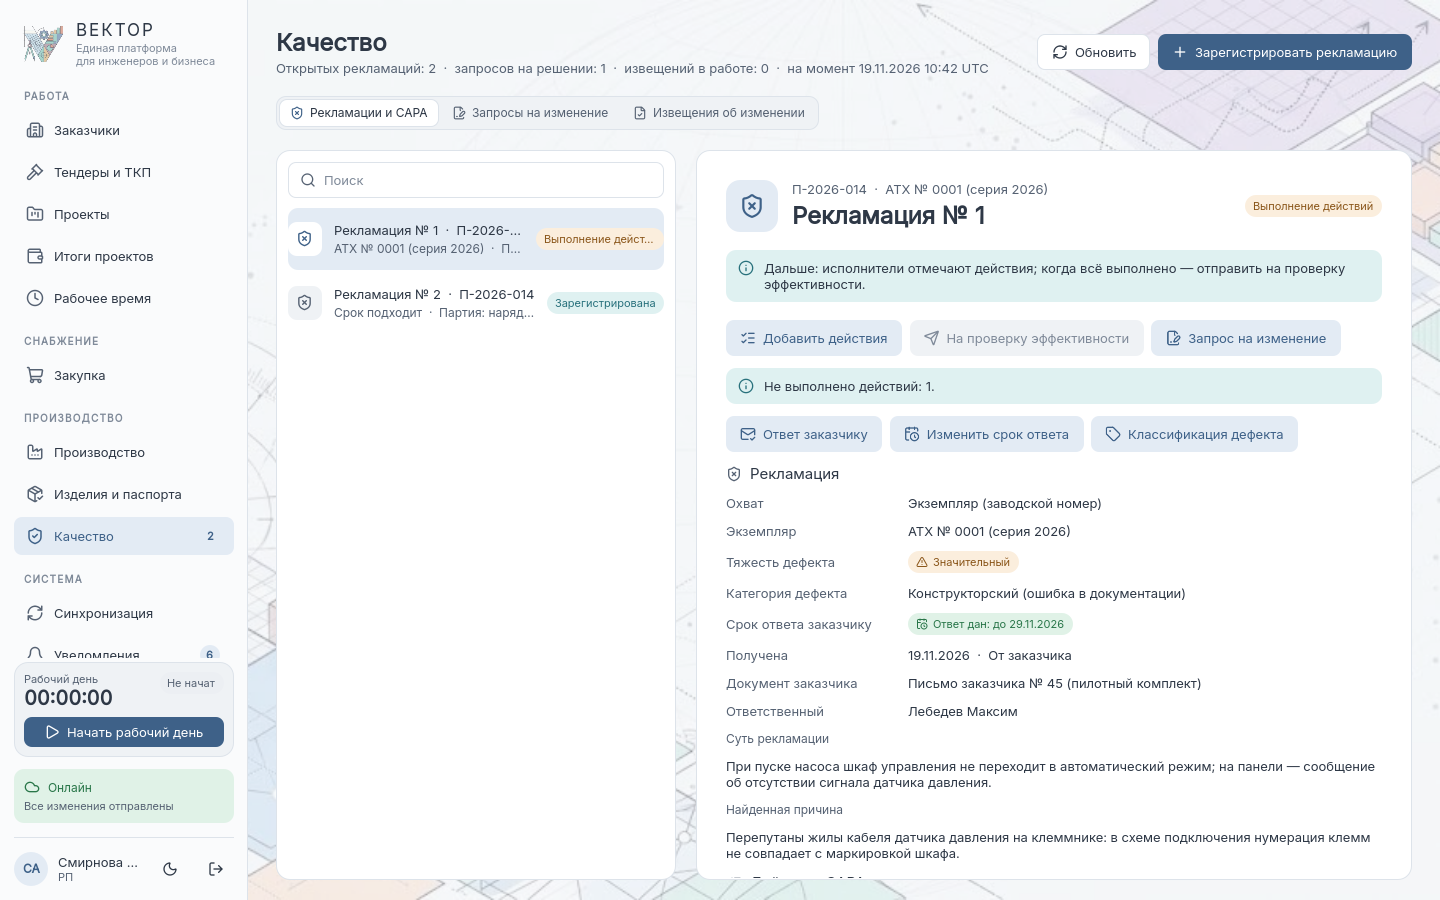 ВЕКТОР
Единая платформа
для инженеров и бизнеса
РАБОТА
Заказчики
Тендеры и ТКП
Проекты
Итоги проектов
Рабочее время
СНАБЖЕНИЕ
Закупка
ПРОИЗВОДСТВО
Производство
Изделия и паспорта
Качество 2
СИСТЕМА
Синхронизация
Уведомления 6
Рабочий день Не начат
00:00:00
Начать рабочий день
Онлайн
Все изменения отправлены
СА Смирнова ...
РП
Качество
Открытых рекламаций: 2 · запросов на решении: 1 · извещений в работе: 0 · на момент 19.11.2026 10:42 UTC
Обновить
Зарегистрировать рекламацию
Рекламации и CAPA
Запросы на изменение
Извещения об изменении
Поиск
Рекламация № 1 · П-2026-...
АТХ № 0001 (серия 2026) · П...
Выполнение дейст...
Рекламация № 2 · П-2026-014
Срок подходит · Партия: наряд...
Зарегистрирована
П-2026-014 · АТХ № 0001 (серия 2026)
Рекламация № 1
Выполнение действий
Дальше: исполнители отмечают действия; когда всё выполнено — отправить на проверку
эффективности.
Добавить действия
На проверку эффективности
Запрос на изменение
Не выполнено действий: 1.
Ответ заказчику
Изменить срок ответа
Классификация дефекта
Рекламация
Охват Экземпляр (заводской номер)
Экземпляр АТХ № 0001 (серия 2026)
Тяжесть дефекта Значительный
Категория дефекта Конструкторский (ошибка в документации)
Срок ответа заказчику Ответ дан: до 29.11.2026
Получена 19.11.2026 · От заказчика
Документ заказчика Письмо заказчика № 45 (пилотный комплект)
Ответственный Лебедев Максим
Суть рекламации
При пуске насоса шкаф управления не переходит в автоматический режим; на панели — сообщение
об отсутствии сигнала датчика давления.
Найденная причина
Перепутаны жилы кабеля датчика давления на клеммнике: в схеме подключения нумерация клемм
не совпадает с маркировкой шкафа.